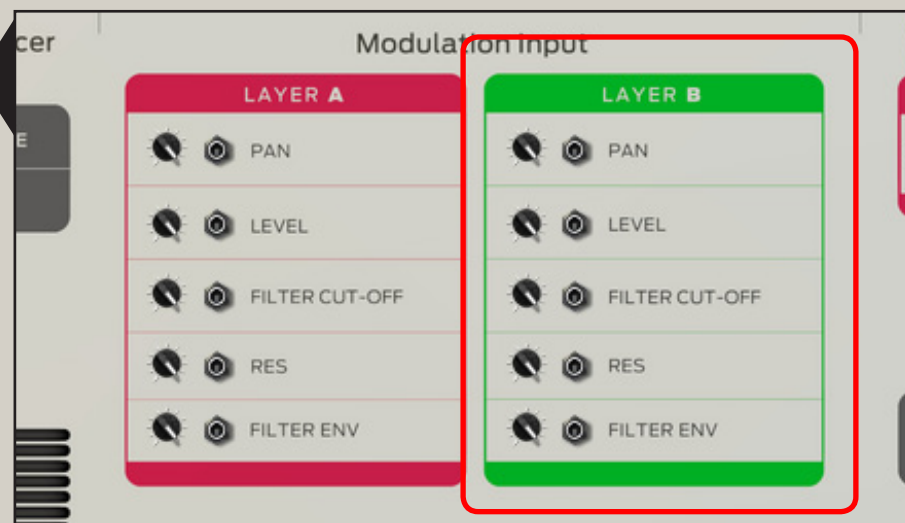 cer
Modulation Input
LAYER A
PAN
LEVEL
FILTER CUT-OFF
RES
FILTER ENV
LAYER B
PAN
LEVEL
FILTER CUT-OFF
RES
FILTER ENV
E